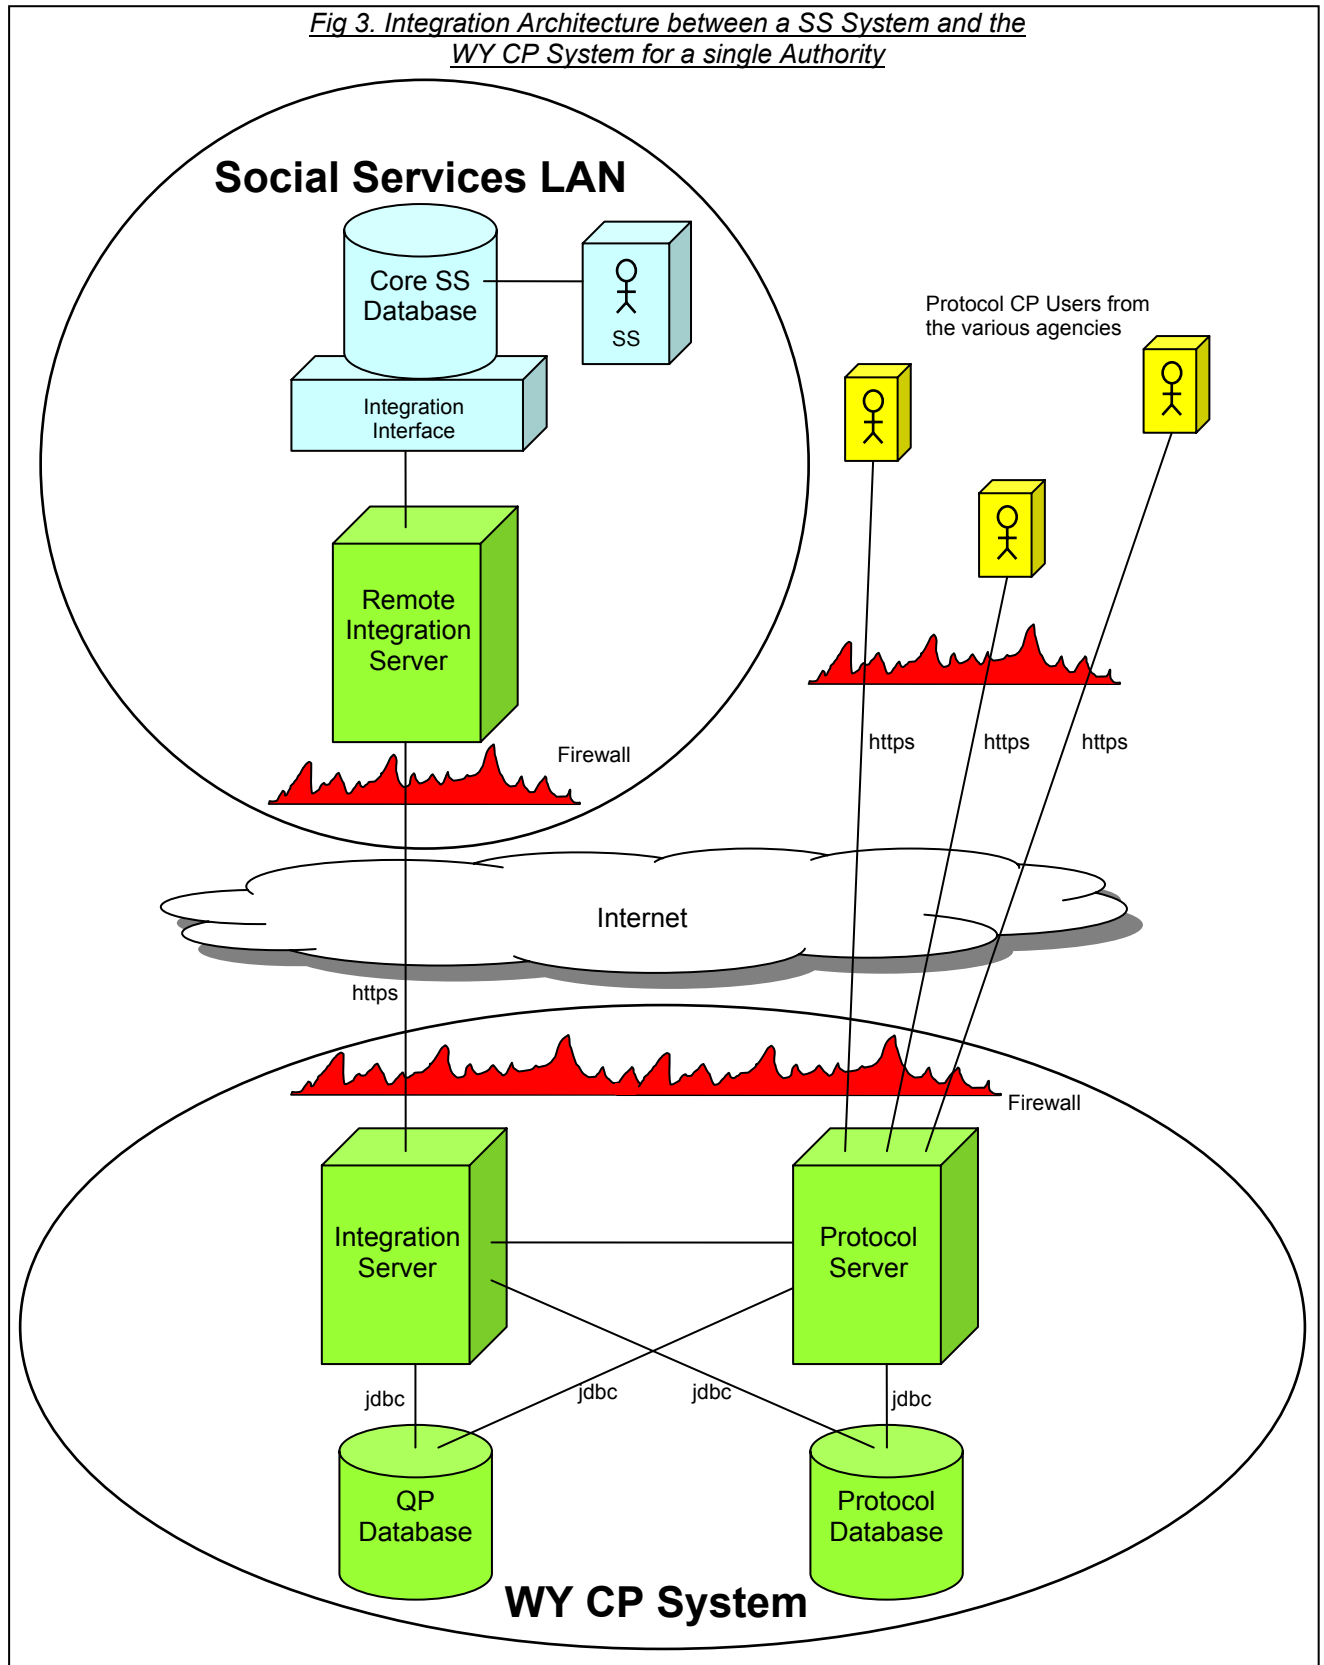 Fig 3. Integration Architecture between a SS System and the
WY CP System for a single Authority
Social Services LAN
Core SS
Database
SS
Integration
Interface
Protocol CP Users from
the various agencies
Remote
Integration
Server
Firewall
https
https
https
Internet
https
Firewall
Integration
Server
Protocol
Server
jdbc
jdbc
jdbc
jdbc
QP
Database
Protocol
Database
WY CP System